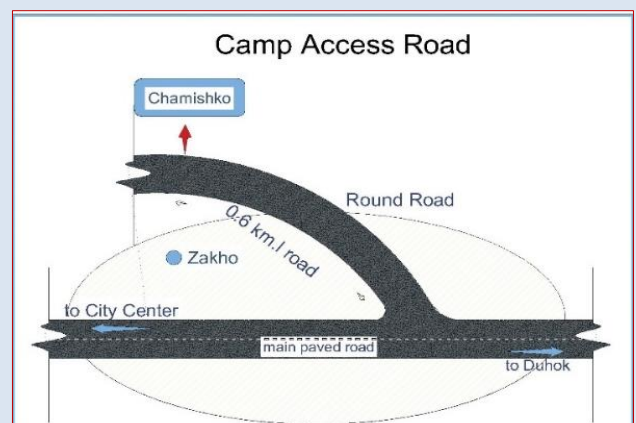 Camp Access Road
Chamishko
Round Road
0.6 km.l road
Zakho
to City Center
main paved road
to Duhok